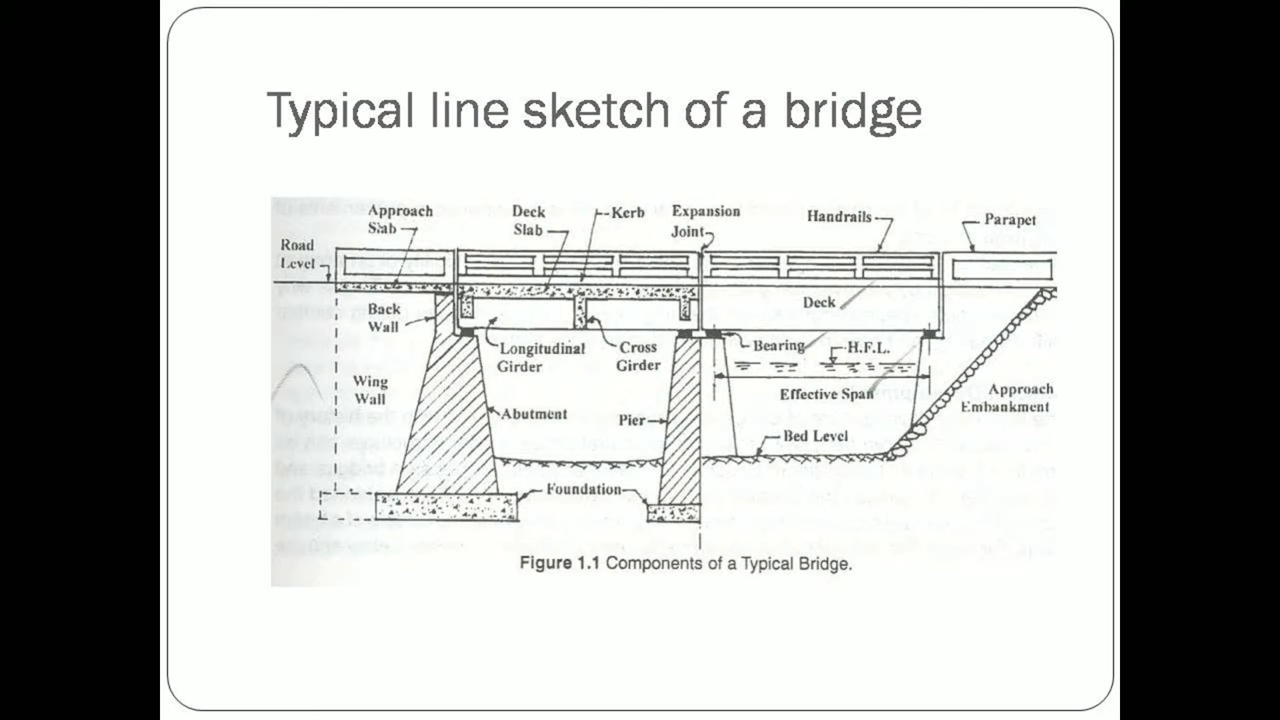 Typical line sketch of a bridge
Approach
Slab
Deck
Slab
Kerb
Expansion
Joint
Handrails
Parapet
Road
Level
Back
Wall
Deck
Longitudinal
Girder
Cross
Girder
Bearing
H.F.L.
Wing
Wall
Effective Span
Approach
Embankment
Abutment
Pier
Bed Level
Foundation
Figure 1.1 Components of a Typical Bridge.